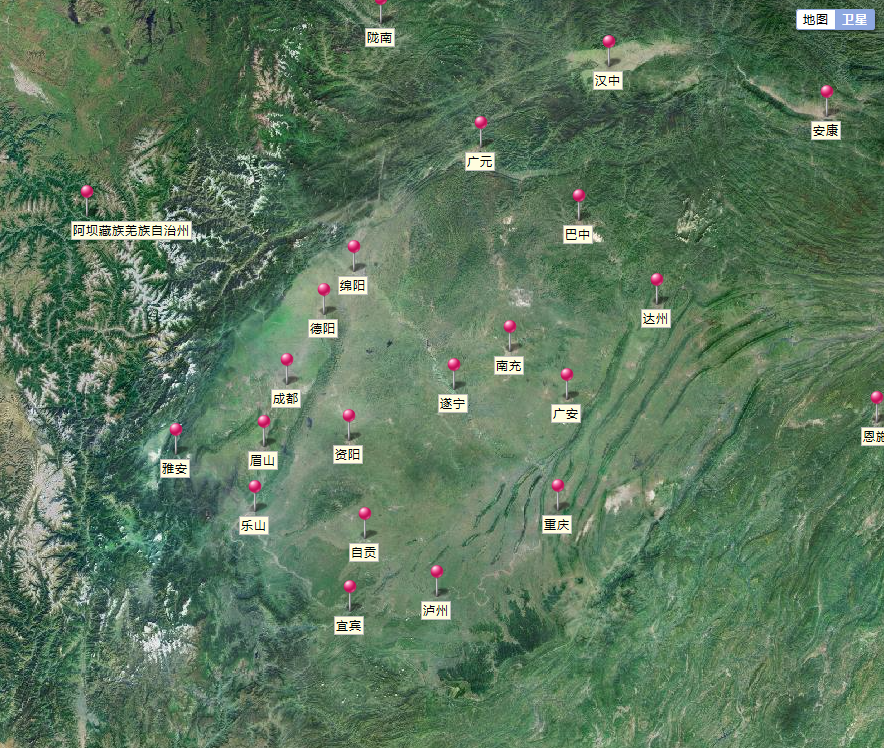 地图 卫星
陇南
汉中
安康
广元
阿坝藏族羌族自治州
巴中
绵阳
达州
德阳
南充
成都
遂宁
广安
恩施
眉山
资阳
雅安
乐山
重庆
自贡
泸州
宜宾